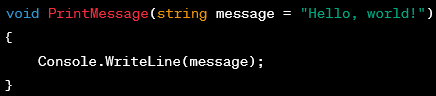 void PrintMessage(string message = "Hello, world!")
{
    Console.WriteLine(message);
}